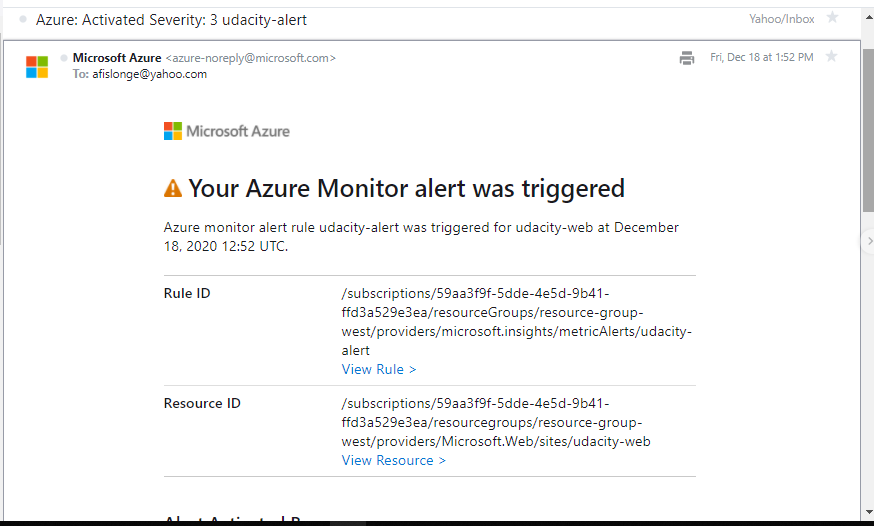 Azure: Activated Severity: 3 udacity-alert
Yahoo/Inbox
Microsoft Azure <azure-noreply@microsoft.com>
Fri, Dec 18 at 1:52 PM
To: afislonge@yahoo.com
Microsoft Azure
Your Azure Monitor alert was triggered
Azure monitor alert rule udacity-alert was triggered for udacity-web at December
18, 2020 12:52 UTC.
Rule ID
/subscriptions/59aa3f9f-5dde-4e5d-9b41-
ffd3a529e3ea/resourceGroups/resource-group-
west/providers/microsoft.insights/metricAlerts/udacity-
alert
View Rule >
Resource ID
/subscriptions/59aa3f9f-5dde-4e5d-9b41-
ffd3a529e3ea/resourcegroups/resource-group-
west/providers/Microsoft.Web/sites/udacity-web
View Resource >